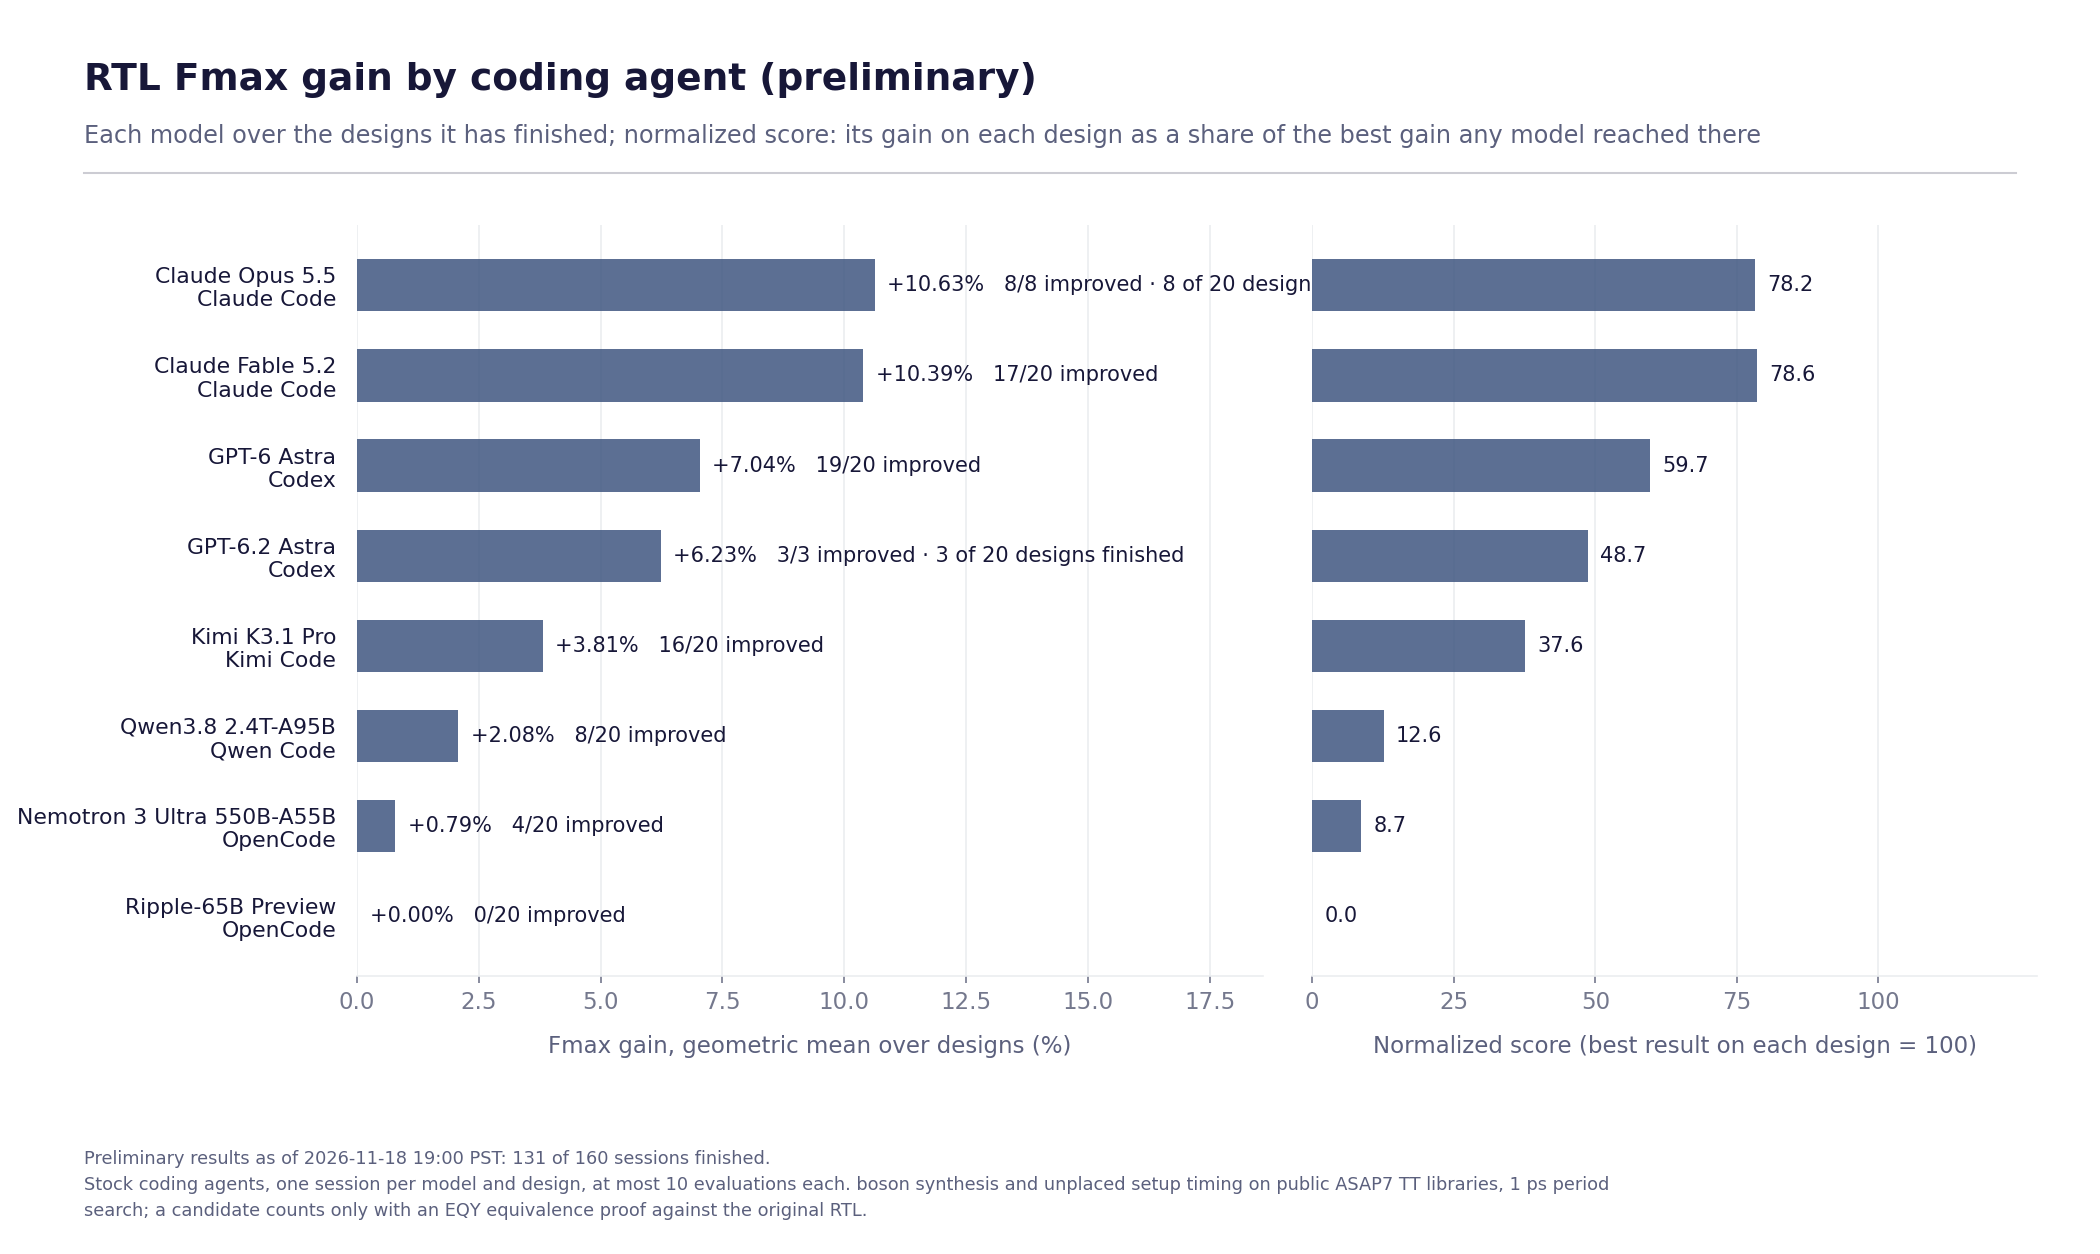 RTL Fmax gain by coding agent (preliminary)
Each model over the designs it has finished; normalized score: its gain on each design as a share of the best gain any model reached there
Claude Opus 5.5
Claude Code
+10.63% 8/8 improved · 8 of 20 design
78.2
Claude Fable 5.2
Claude Code
+10.39% 17/20 improved
78.6
GPT-6 Astra
Codex
+7.04% 19/20 improved
59.7
GPT-6.2 Astra
Codex
+6.23% 3/3 improved · 3 of 20 designs finished
48.7
Kimi K3.1 Pro
Kimi Code
+3.81% 16/20 improved
37.6
Qwen3.8 2.4T-A95B
Qwen Code
+2.08% 8/20 improved
12.6
Nemotron 3 Ultra 550B-A55B
OpenCode
+0.79% 4/20 improved
8.7
Ripple-65B Preview
OpenCode
+0.00% 0/20 improved
0.0
0.0 2.5 5.0 7.5 10.0 12.5 15.0 17.5
0 25 50 75 100
Fmax gain, geometric mean over designs (%)
Normalized score (best result on each design = 100)
Preliminary results as of 2026-11-18 19:00 PST: 131 of 160 sessions finished.
Stock coding agents, one session per model and design, at most 10 evaluations each. boson synthesis and unplaced setup timing on public ASAP7 TT libraries, 1 ps period
search; a candidate counts only with an EQY equivalence proof against the original RTL.